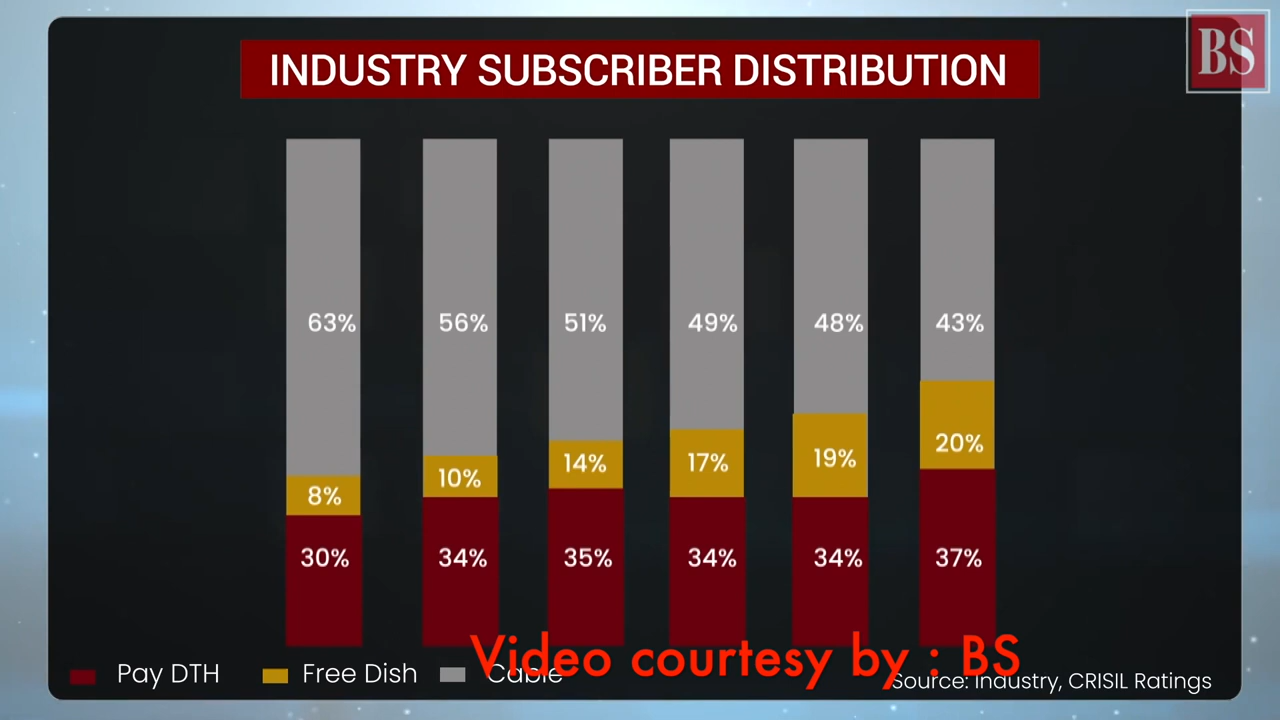 BS
INDUSTRY SUBSCRIBER DISTRIBUTION
63% 56% 51% 49% 48% 43%
8% 10% 14% 17% 19% 20%
30% 34% 35% 34% 34% 37%
Pay DTH Free Dish Cable
Video courtesy by : BS
Source: Industry, CRISIL Ratings